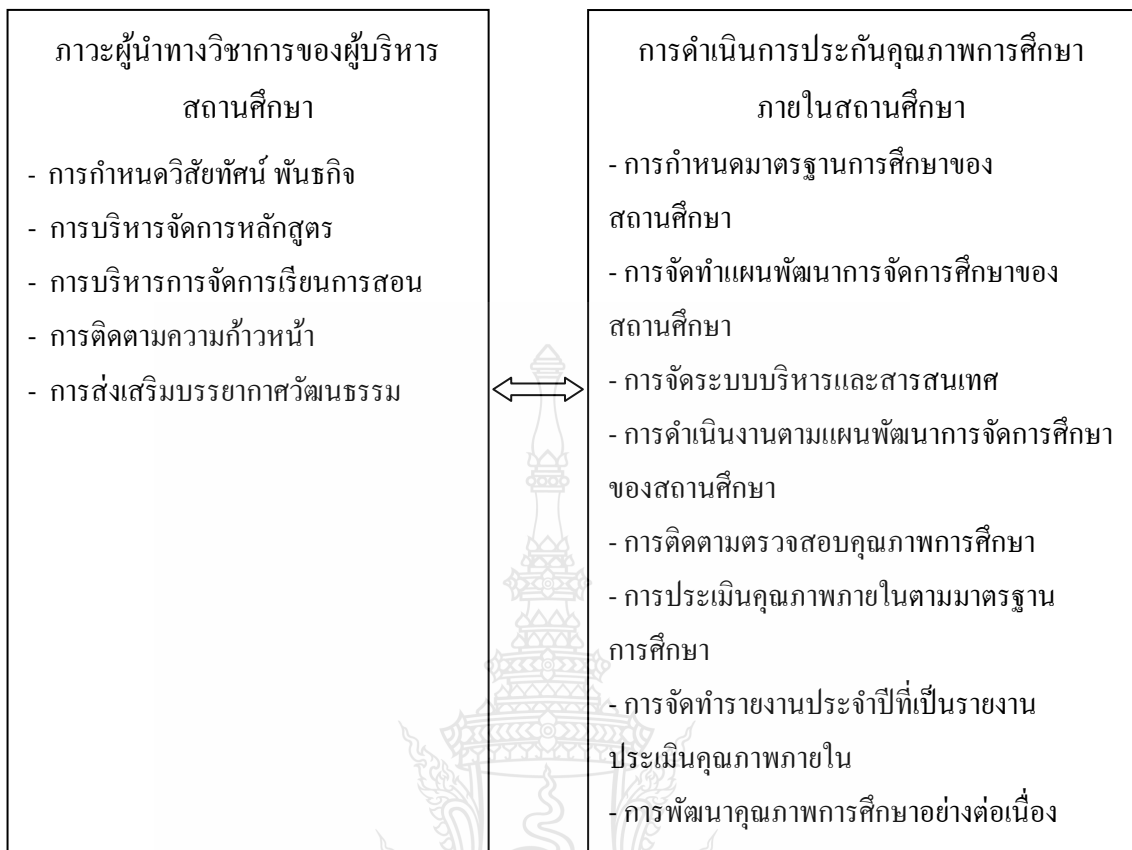 ภาวะผู้นำทางวิชาการของผู้บริหาร
สถานศึกษา
- การกำหนดวิสัยทัศน์ พันธกิจ
- การบริหารจัดการหลักสูตร
- การบริหารการจัดการเรียนการสอน
- การติดตามความก้าวหน้า
- การส่งเสริมบรรยากาศวัฒนธรรม
การดำเนินการประกันคุณภาพการศึกษา
ภายในสถานศึกษา
- การกำหนดมาตรฐานการศึกษาของ
สถานศึกษา
- การจัดทำแผนพัฒนาการจัดการศึกษาของ
สถานศึกษา
- การจัดระบบบริหารและสารสนเทศ
- การดำเนินงานตามแผนพัฒนาการจัดการศึกษา
ของสถานศึกษา
- การติดตามตรวจสอบคุณภาพการศึกษา
- การประเมินคุณภาพภายในตามมาตรฐาน
การศึกษา
- การจัดทำรายงานประจำปีที่เป็นรายงาน
ประเมินคุณภาพภายใน
- การพัฒนาคุณภาพการศึกษาอย่างต่อเนื่อง